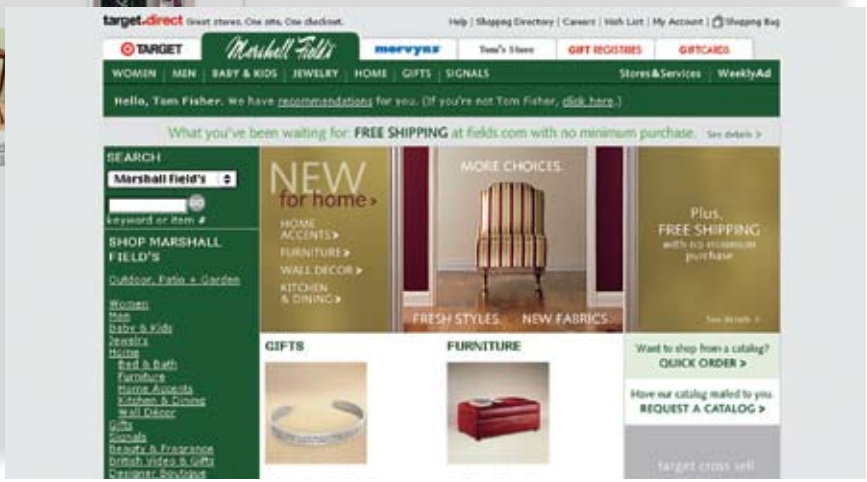 target.direct Great stores. One site. One checkout.
Help | Shopping Directory | Careers | Wish List | My Account | Shopping Bag
TARGET
Marshall Field's
mervyns
GIFT REGISTRIES
GIFTCARDS
WOMEN | MEN | BABY & KIDS | JEWELRY | HOME | GIFTS | SIGNALS
Stores & Services | WeeklyAd
Hello, Tom Fisher. We have recommendations for you. (If you're not Tom Fisher, click here.)
What you've been waiting for: FREE SHIPPING at fields.com with no minimum purchase. See details >
SEARCH
Marshall Field's
GO
keyword or item #
SHOP MARSHALL
FIELD'S
Outdoor, Patio + Garden
Women
Men
Baby & Kids
Jewelry
Home
Bed & Bath
Furniture
Home Accents
Kitchen & Dining
Wall Décor
Gifts
Signals
Beauty & Fragrance
British Video & Gifts
Designer Boutique
NEW
for home >
HOME
ACCENTS >
FURNITURE >
WALL DECOR >
KITCHEN
& DINING >
MORE CHOICES.
FRESH STYLES. NEW FABRICS.
Plus,
FREE SHIPPING
with no minimum
purchase
See details >
GIFTS
FURNITURE
Want to shop from a catalog?
QUICK ORDER >
Have our catalog mailed to you.
REQUEST A CATALOG >
target cross sell